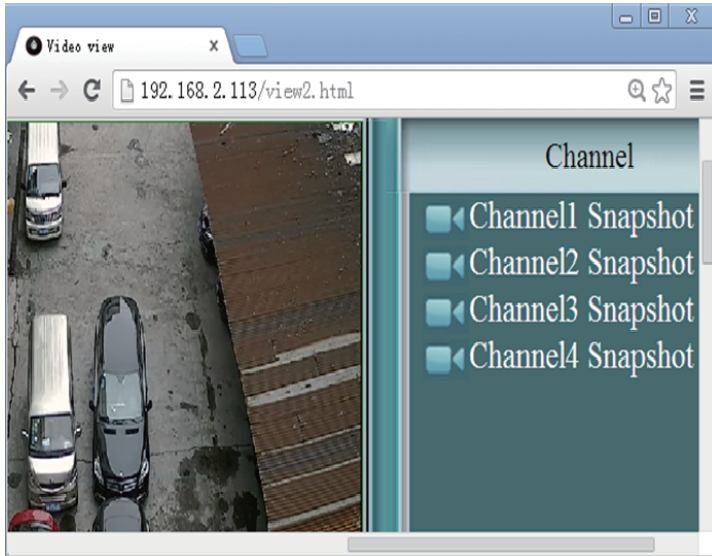 Video view
192.168.2.113/view2.html
Channel
Channel1 Snapshot
Channel2 Snapshot
Channel3 Snapshot
Channel4 Snapshot